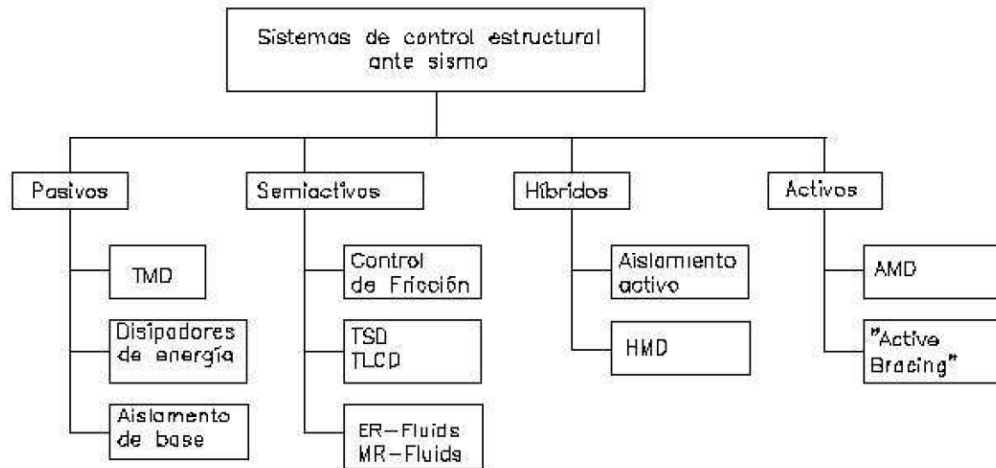 Sistemas de control estructural
ante sismo
Pasivos
Semiactivos
Híbridos
Activos
TMD
Disipadores
de energía
Aislamento
de base
Control
de Fricción
TSD
TLCD
ER-Fluids
MR-Fluids
Aislamiento
activo
HMD
AMD
"Active
Bracing"